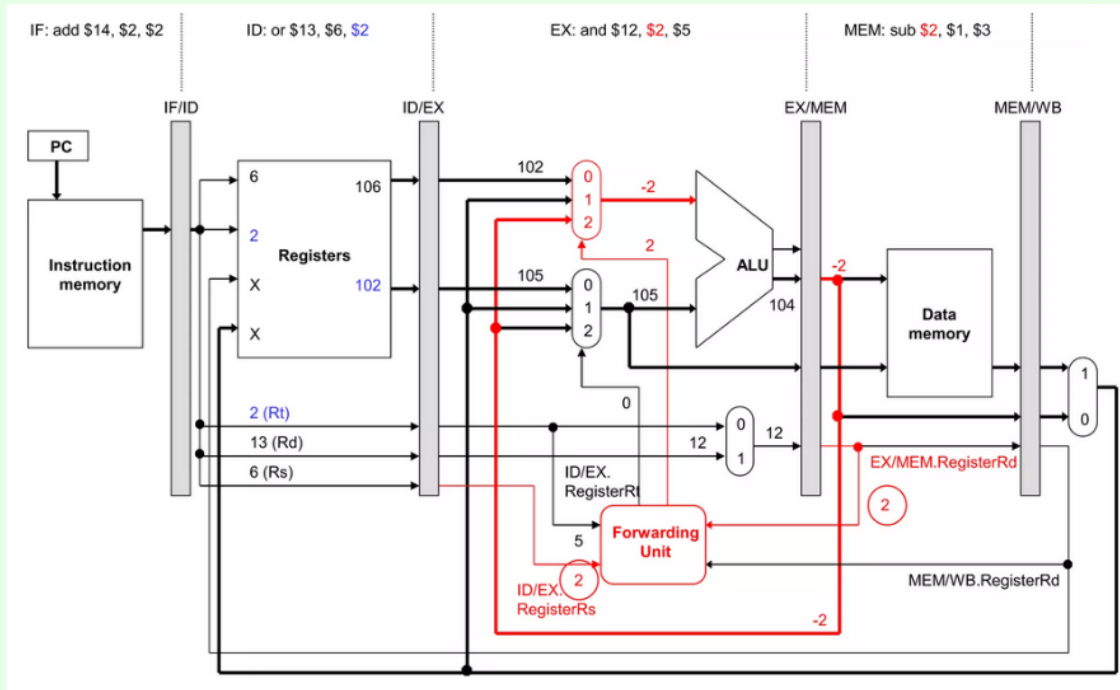 IF: add $14, $2, $2
ID: or $13, $6, $2
EX: and $12, $2, $5
MEM: sub $2, $1, $3
IF/ID
ID/EX
EX/MEM
MEM/WB
PC
Instruction
memory
6
2
X
X
Registers
106
102
102
105
0
1
2
-2
2
0
1
2
105
0
ALU
104
-2
Data
memory
1
0
2 (Rt)
13 (Rd)
6 (Rs)
12
0
1
12
ID/EX.
RegisterRt
5
EX/MEM.RegisterRd
2
Forwarding
Unit
2
ID/EX.
RegisterRs
MEM/WB.RegisterRd
-2